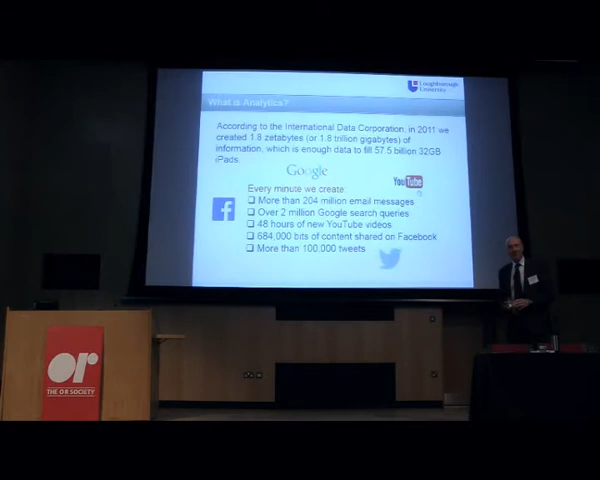 Loughborough
University
What is Analytics?
According to the International Data Corporation, in 2011 we
created 1.8 zetabytes (or 1.8 trillion gigabytes) of
information, which is enough data to fill 57.5 billion 32GB
iPads.
Google
YouTube
Every minute we create:
More than 204 million email messages
Over 2 million Google search queries
48 hours of new YouTube videos
684,000 bits of content shared on Facebook
More than 100,000 tweets
f
or
THE OR SOCIETY